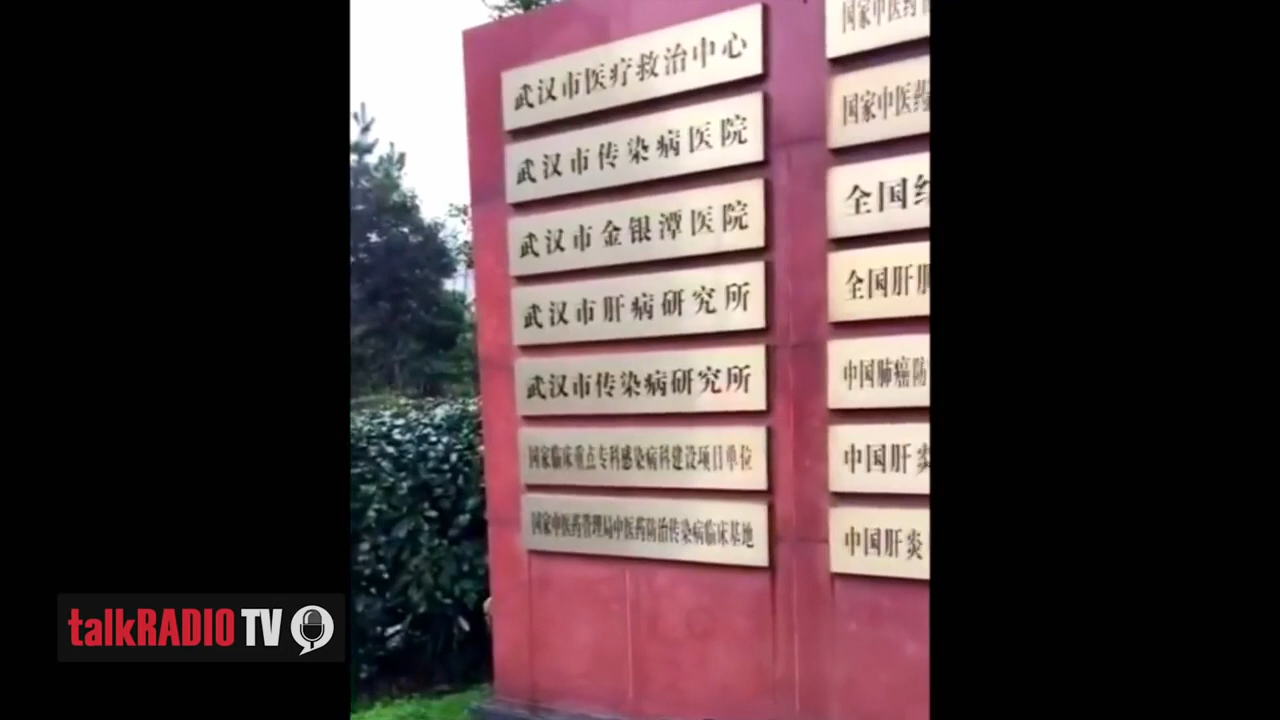 武汉市医疗救治中心
武汉市传染病医院
武汉市金银潭医院
武汉市肝病研究所
武汉市传染病研究所
国家临床重点专科感染病科建设项目单位
国家中医药管理局中医药防治传染病临床基地
国家中医药
国家中医药
全国
全国肝
中国肺癌防
中国肝炎
中国肝炎
talkRADIO TV